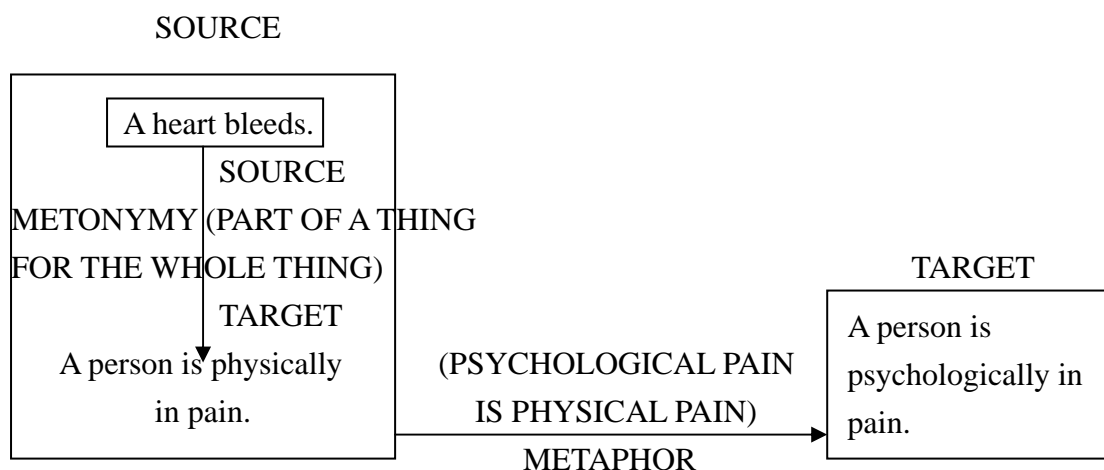 SOURCE
A heart bleeds.
SOURCE
METONYMY (PART OF A THING
FOR THE WHOLE THING)
TARGET
A person is physically
in pain.
(PSYCHOLOGICAL PAIN
IS PHYSICAL PAIN)
METAPHOR
TARGET
A person is
psychologically in
pain.